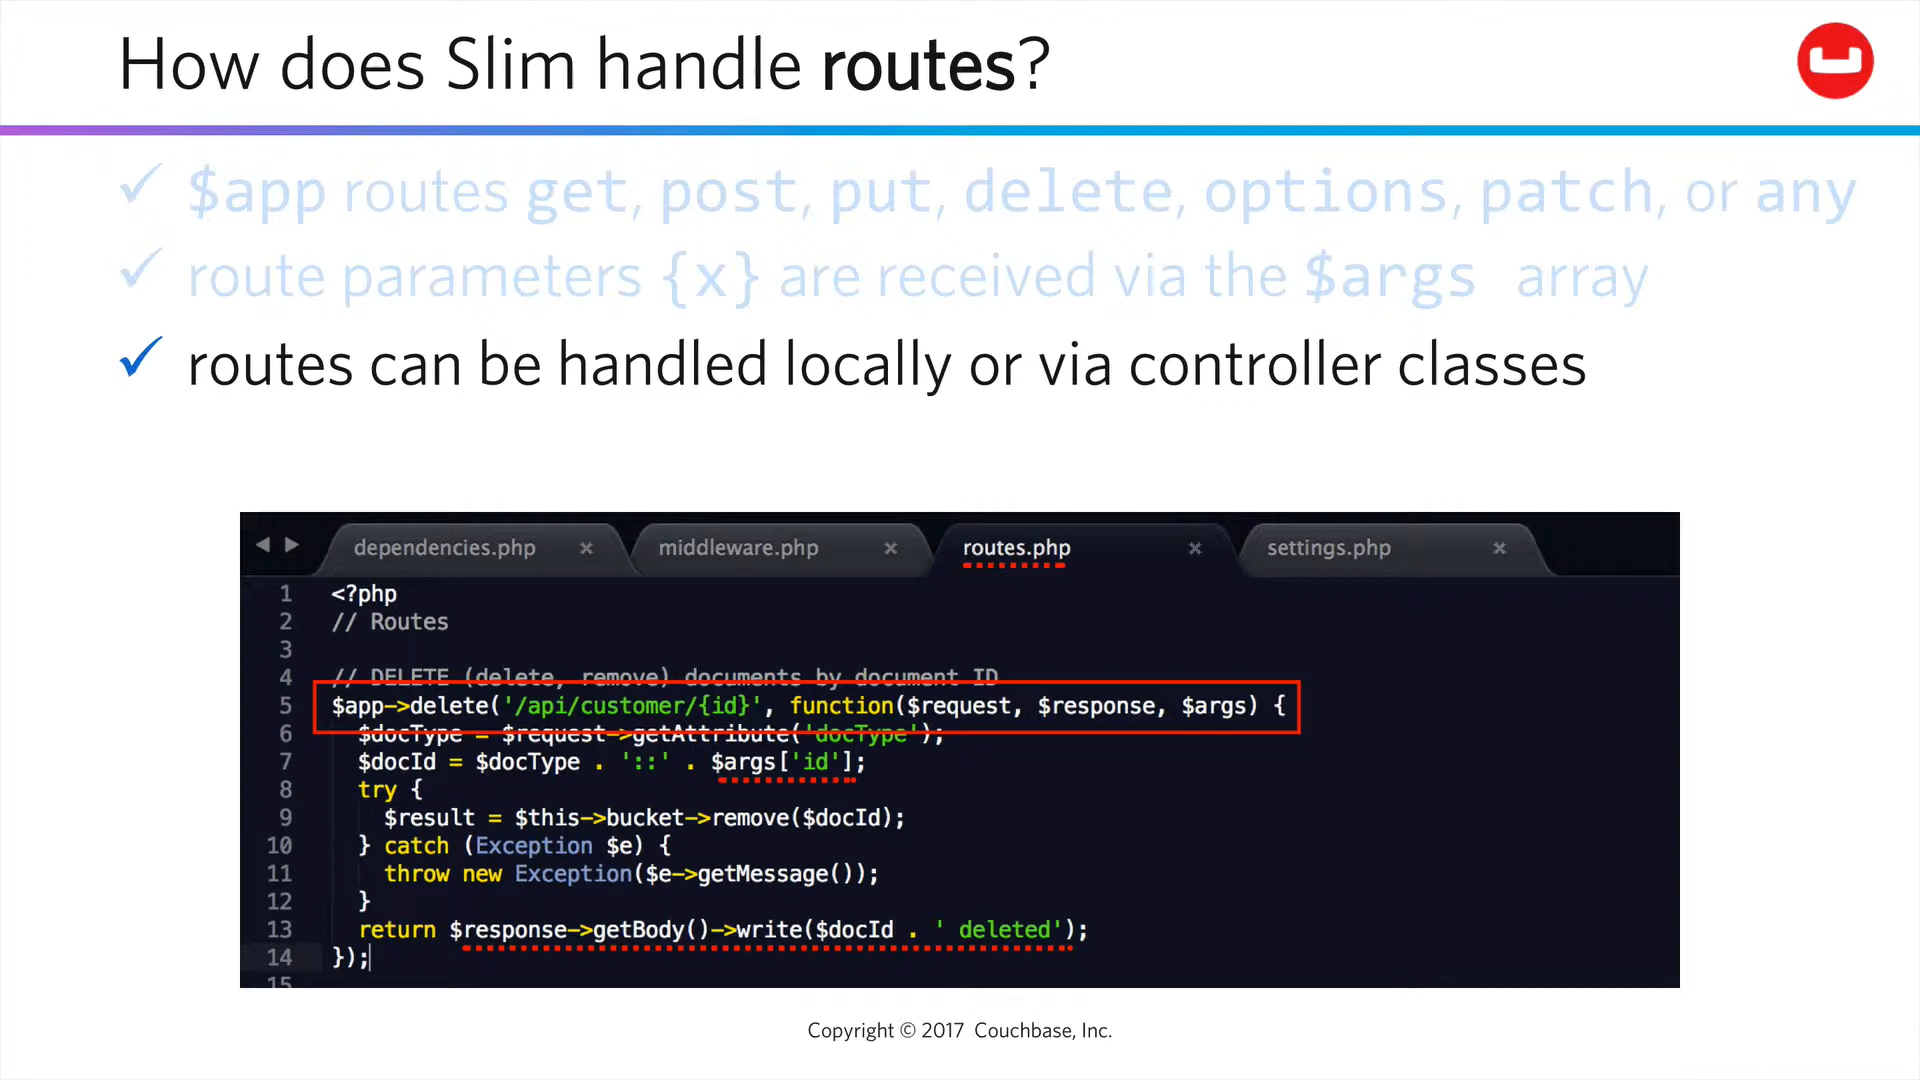 How does Slim handle routes?
✓ $app routes get, post, put, delete, options, patch, or any
✓ route parameters {x} are received via the $args array
✓ routes can be handled locally or via controller classes
dependencies.php × middleware.php × routes.php × settings.php ×
1 <?php
2 // Routes
3
4 // DELETE (delete, remove) documents by document ID
5 $app->delete('/api/customer/{id}', function($request, $response, $args) {
6   $docType = $request->getAttribute('docType');
7   $docId = $docType . '::' . $args['id'];
8   try {
9     $result = $this->bucket->remove($docId);
10   } catch (Exception $e) {
11     throw new Exception($e->getMessage());
12   }
13   return $response->getBody()->write($docId . ' deleted');
14 });
15
Copyright © 2017 Couchbase, Inc.